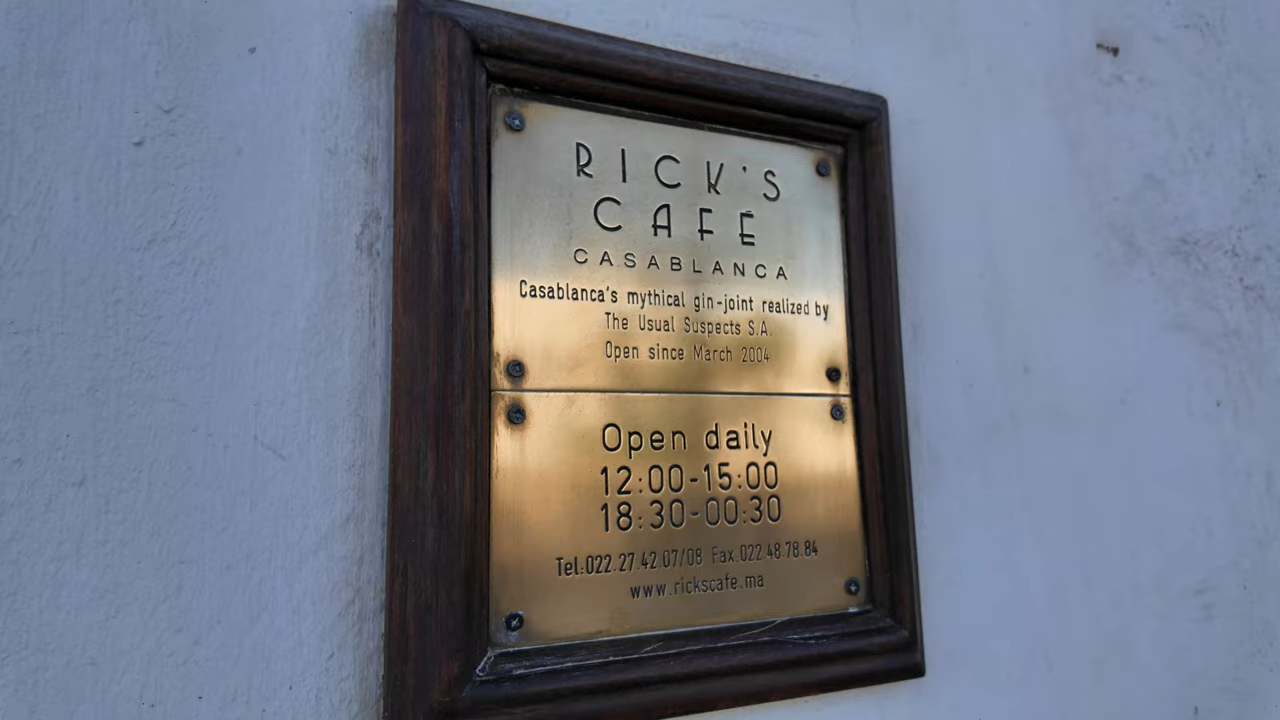 RICK'S
CAFÉ
CASABLANCA
Casablanca's mythical gin-joint realized by
The Usual Suspects S.A.
Open since March 2004
Open daily
12:00-15:00
18:30-00:30
Tel:022.27.42.07/08 Fax.022.48.78.84
www.rickscafe.ma